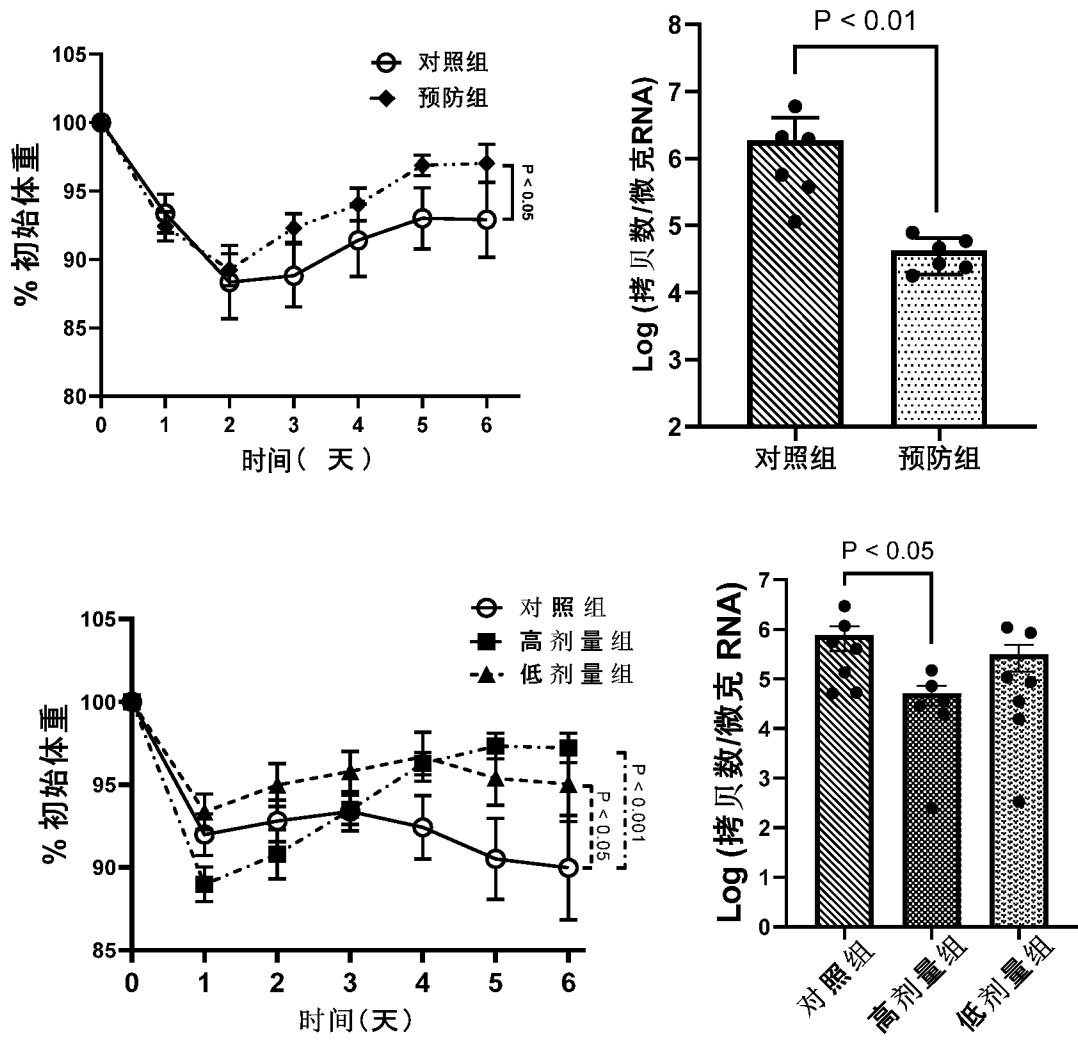 对照组
预防组
% 初始体重
105
100
95
90
85
80
P < 0.05
0 1 2 3 4 5 6
时间( 天 )
P < 0.01
Log (拷贝数/微克RNA)
8
7
6
5
4
3
2
对照组 预防组
对照组
高剂量组
低剂量组
% 初始体重
105
100
95
90
85
P < 0.05
P < 0.001
0 1 2 3 4 5 6
时间(天)
P < 0.05
Log (拷贝数/微克 RNA)
7
6
5
4
3
2
1
0
对照组 高剂量组 低剂量组